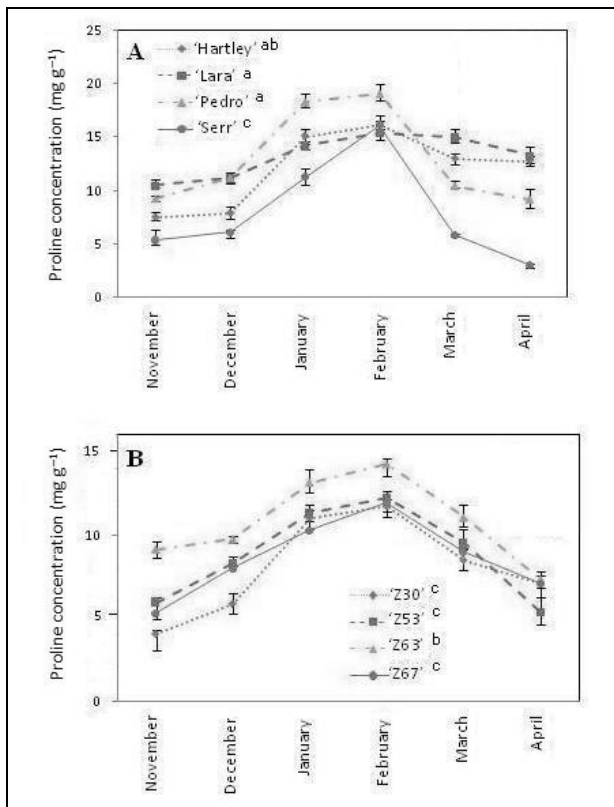 A
'Hartley' ab
'Lara' a
'Pedro' a
'Serr' c
Proline concentration (mg g⁻¹)
25
20
15
10
5
0
November
December
January
February
March
April
B
Proline concentration (mg g⁻¹)
15
10
5
0
'Z30' c
'Z53' c
'Z63' b
'Z67' c
November
December
January
February
March
April